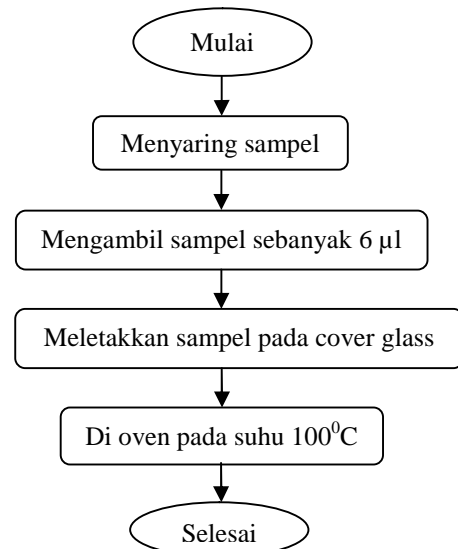 Mulai
Menyaring sampel
Mengambil sampel sebanyak 6 µl
Meletakkan sampel pada cover glass
Di oven pada suhu 100⁰C
Selesai